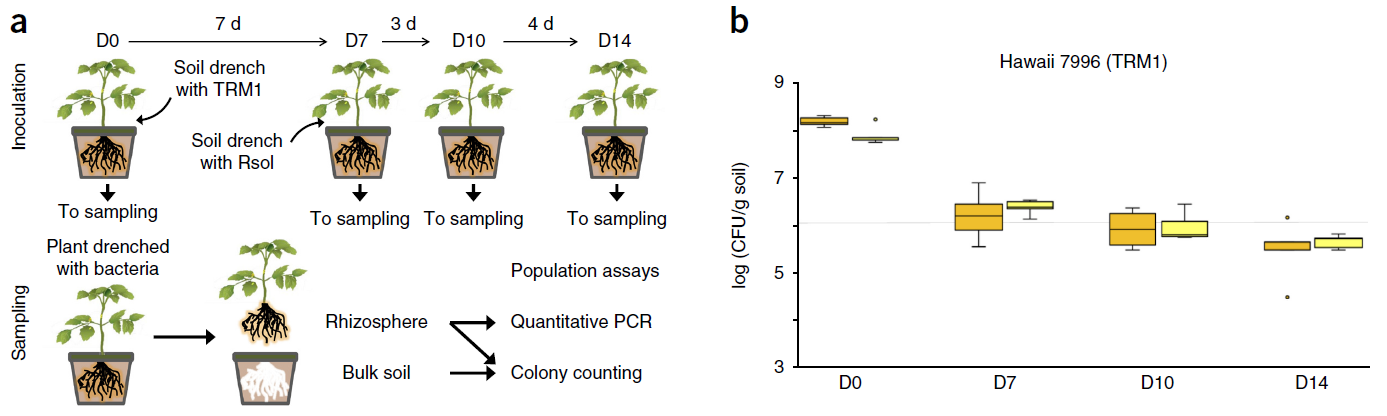 a
D0
7 d
D7
3 d
D10
4 d
D14
Inoculation
Soil drench
with TRM1
Soil drench
with Rsol
To sampling
To sampling
To sampling
To sampling
Sampling
Plant drenched
with bacteria
Rhizosphere
Bulk soil
Population assays
Quantitative PCR
Colony counting
b
Hawaii 7996 (TRM1)
log (CFU/g soil)
9
7
5
3
D0
D7
D10
D14